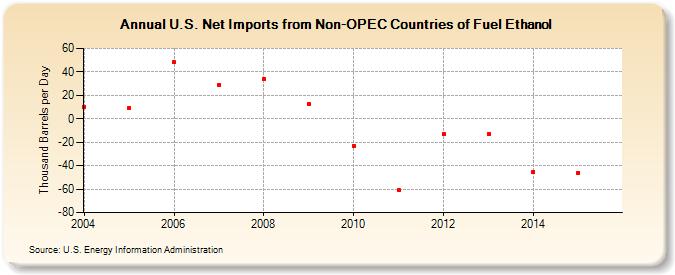 Annual U.S. Net Imports from Non-OPEC Countries of Fuel Ethanol
Thousand Barrels per Day
60
40
20
0
-20
-40
-60
-80
2004 2006 2008 2010 2012 2014
Source: U.S. Energy Information Administration